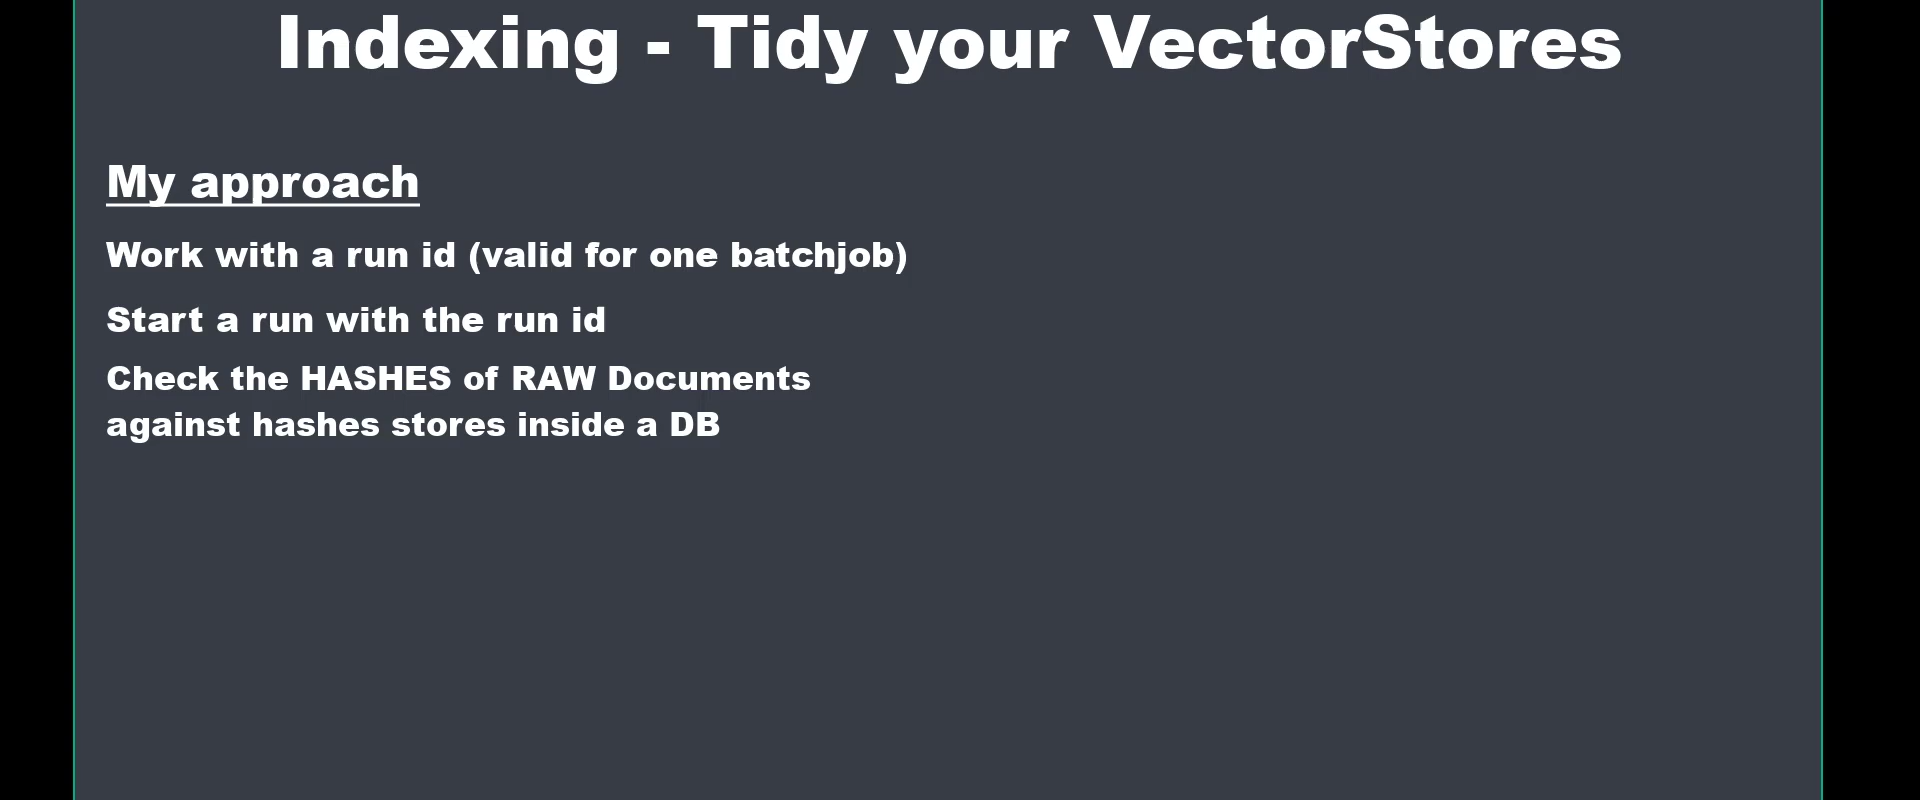 Indexing - Tidy your VectorStores
My approach
Work with a run id (valid for one batchjob)
Start a run with the run id
Check the HASHES of RAW Documents
against hashes stores inside a DB